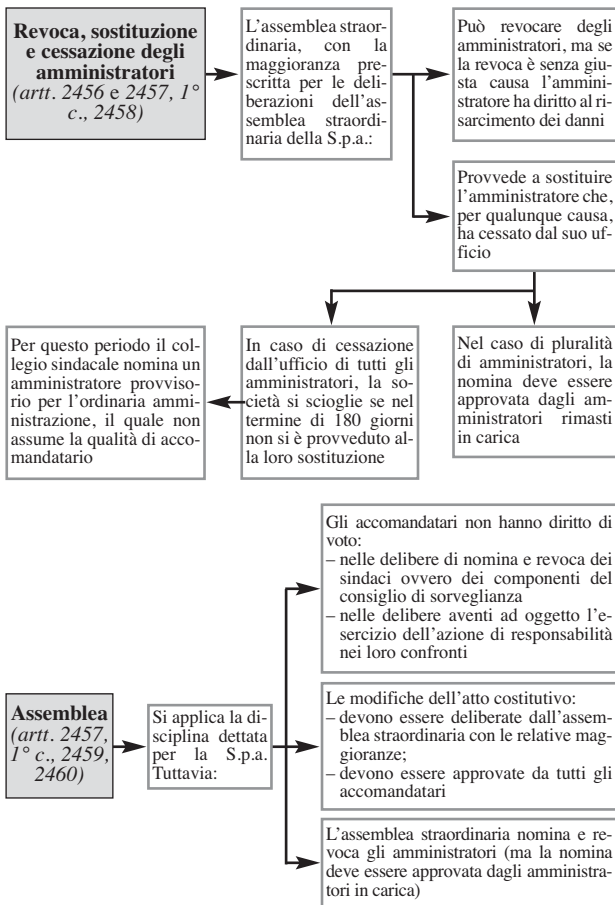 Revoca, sostituzione
e cessazione degli
amministratori
(artt. 2456 e 2457, 1°
c., 2458)
L'assemblea straor-
dinaria, con la
maggioranza pre-
scritta per le deli-
berazioni dell'as-
semblea straordi-
naria della S.p.a.:
Può revocare degli
amministratori, ma se
la revoca è senza giu-
sta causa l'ammini-
stratore ha diritto al ri-
sarcimento dei danni
Provvede a sostituire
l'amministratore che,
per qualunque causa,
ha cessato dal suo uf-
ficio
Per questo periodo il col-
legio sindacale nomina un
amministratore provviso-
rio per l'ordinaria ammi-
nistrazione, il quale non
assume la qualità di acco-
mandatario
In caso di cessazione
dall'ufficio di tutti gli
amministratori, la so-
cietà si scioglie se nel
termine di 180 giorni
non si è provveduto al-
la loro sostituzione
Nel caso di pluralità
di amministratori, la
nomina deve essere
approvata dagli am-
ministratori rimasti
in carica
Assemblea
(artt. 2457,
1° c., 2459,
2460)
Si applica la di-
sciplina dettata
per la S.p.a.
Tuttavia:
Gli accomandatari non hanno diritto di
voto:
– nelle delibere di nomina e revoca dei
sindaci ovvero dei componenti del
consiglio di sorveglianza
– nelle delibere aventi ad oggetto l'e-
sercizio dell'azione di responsabilità
nei loro confronti
Le modifiche dell'atto costitutivo:
– devono essere deliberate dall'assem-
blea straordinaria con le relative mag-
gioranze;
– devono essere approvate da tutti gli
accomandatari
L'assemblea straordinaria nomina e re-
voca gli amministratori (ma la nomina
deve essere approvata dagli amministra-
tori in carica)